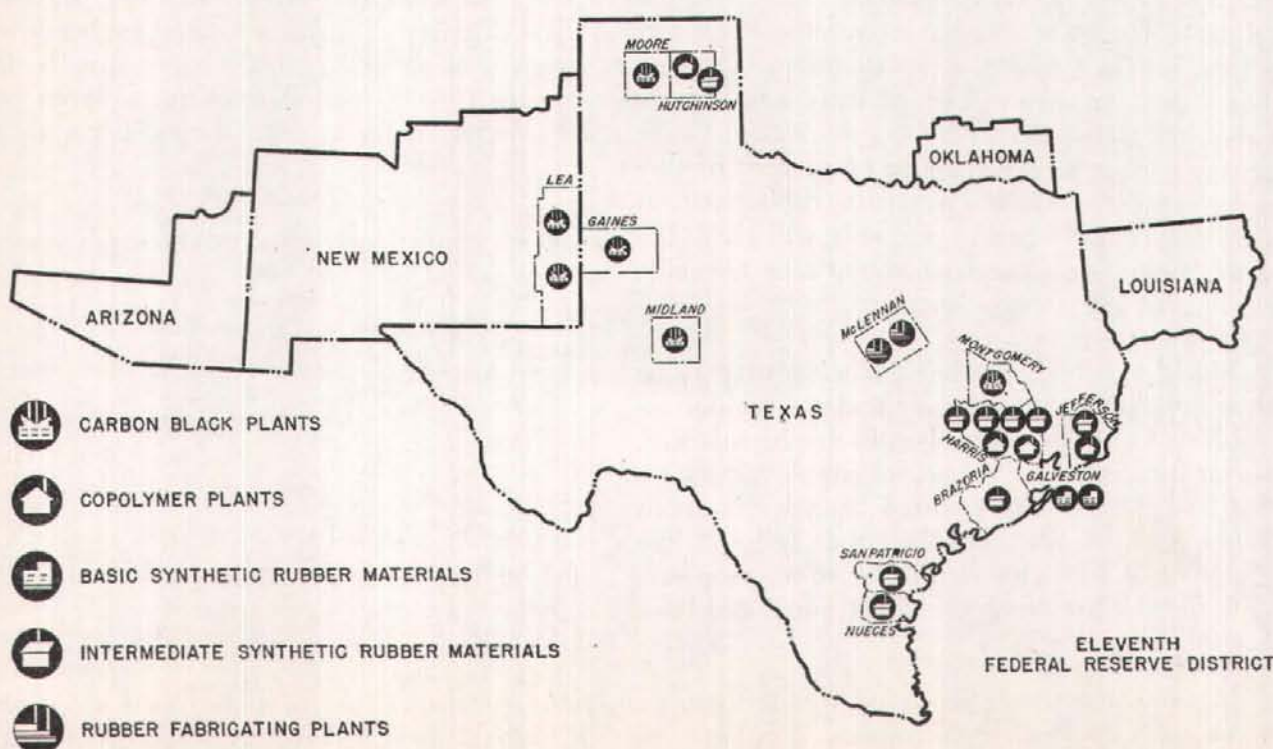 MOORE
HUTCHINSON
OKLAHOMA
LEA
GAINES
NEW MEXICO
LOUISIANA
ARIZONA
MIDLAND
McLENNAN
MONTGOMERY
TEXAS
JEFFERSON
HARRIS
GALVESTON
BRAZORIA
SAN PATRICIO
NUECES
CARBON BLACK PLANTS
COPOLYMER PLANTS
BASIC SYNTHETIC RUBBER MATERIALS
INTERMEDIATE SYNTHETIC RUBBER MATERIALS
RUBBER FABRICATING PLANTS
ELEVENTH
FEDERAL RESERVE DISTRICT